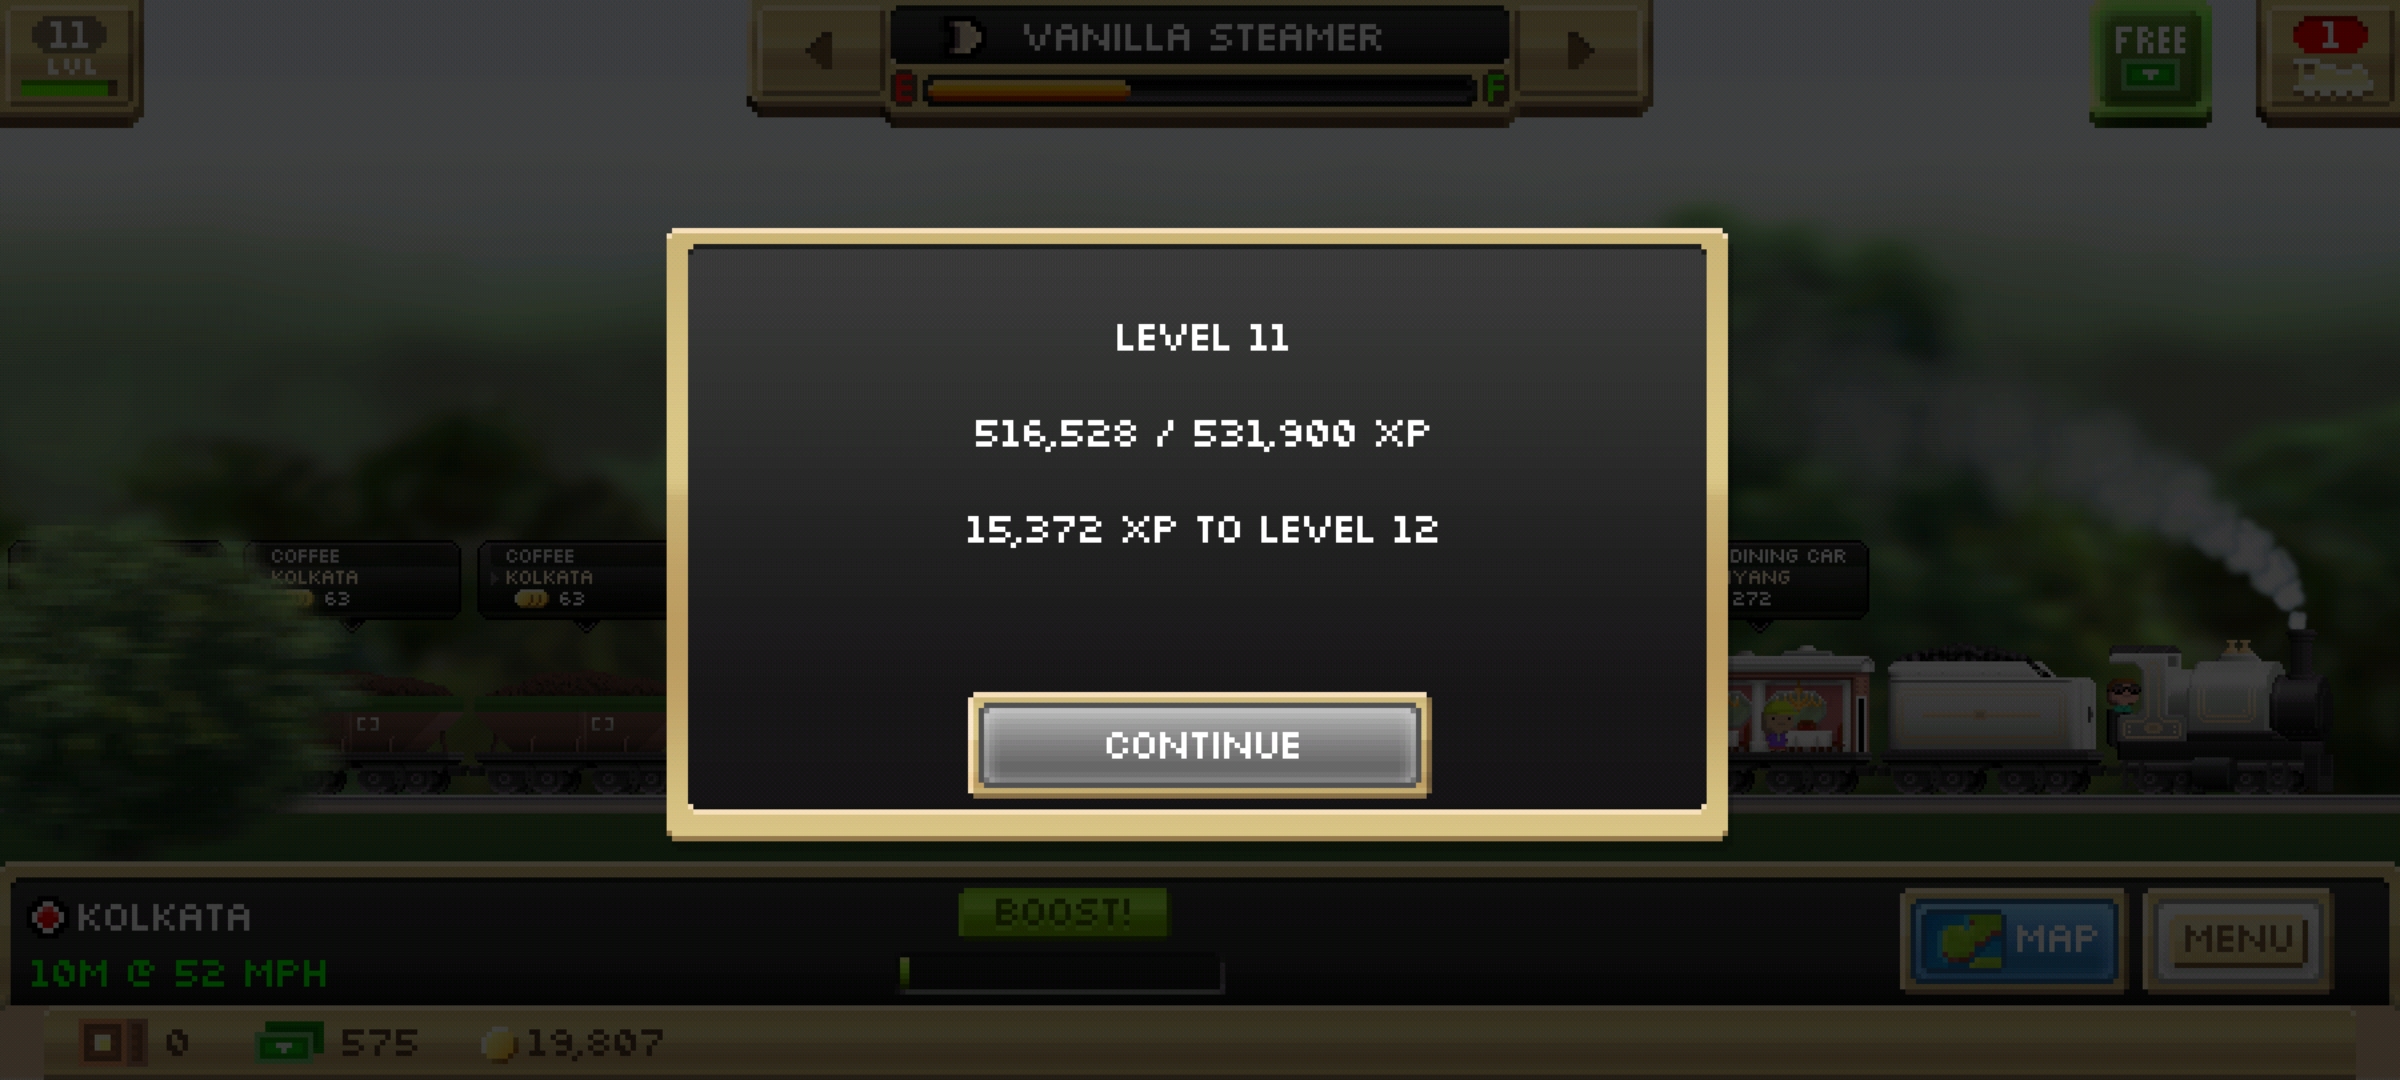 11
LVL
VANILLA STEAMER
E F
FREE
1
LEVEL 11
516,528 / 531,900 XP
15,372 XP TO LEVEL 12
CONTINUE
COFFEE
KOLKATA
63
COFFEE
KOLKATA
63
DINING CAR
YANG
272
KOLKATA
10M @ 52 MPH
BOOST!
MAP
MENU
0 575 19,807